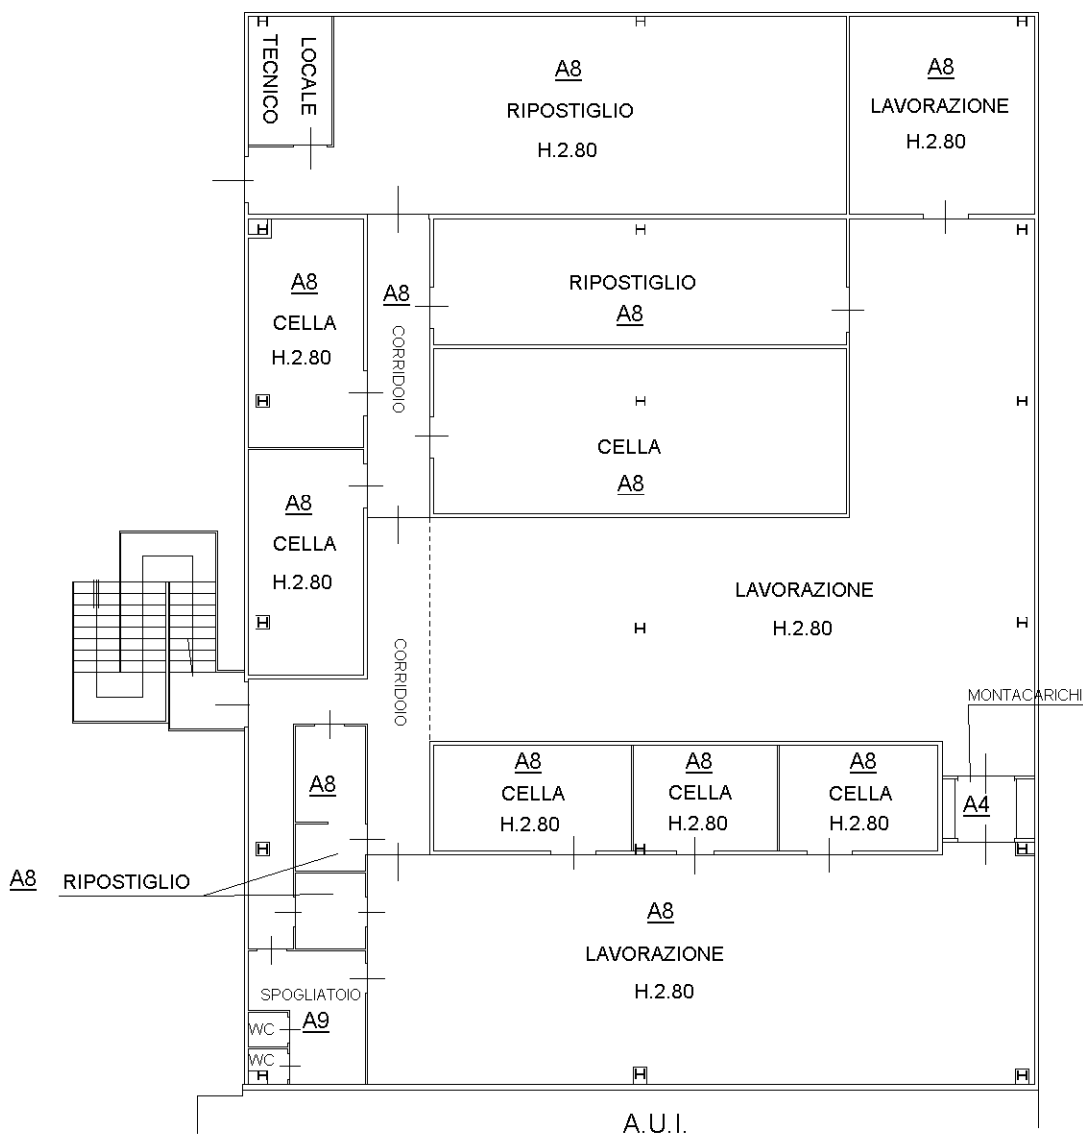 LOCALE
TECNICO
A8
RIPOSTIGLIO
H.2.80
A8
LAVORAZIONE
H.2.80
A8
CELLA
H.2.80
A8
CORRIDOIO
RIPOSTIGLIO
A8
CELLA
A8
A8
CELLA
H.2.80
LAVORAZIONE
H.2.80
CORRIDOIO
MONTACARICHI
A8
A8
CELLA
H.2.80
A8
CELLA
H.2.80
A8
CELLA
H.2.80
A4
A8 RIPOSTIGLIO
A8
LAVORAZIONE
H.2.80
SPOGLIATOIO
A9
WC
WC
A.U.I.